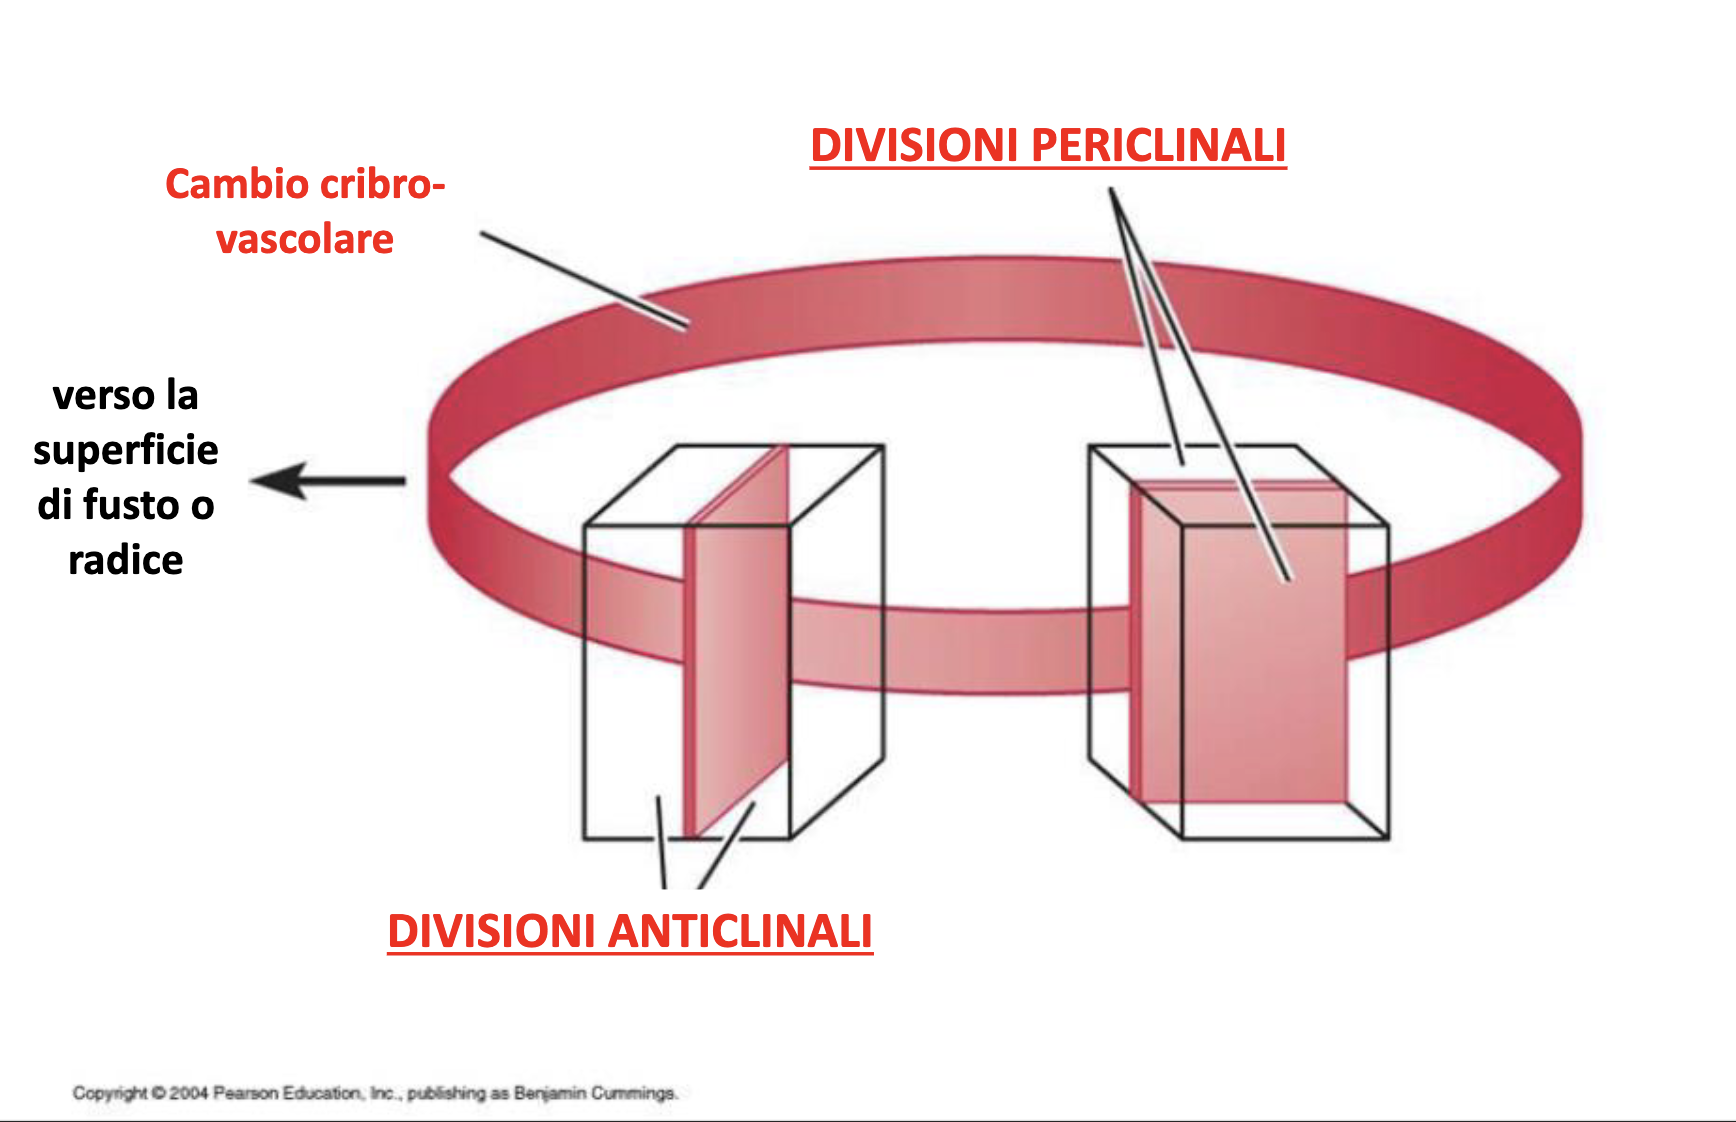 DIVISIONI PERICLINALI
Cambio cribro-
vascolare
verso la
superficie
di fusto o
radice
DIVISIONI ANTICLINALI
Copyright © 2004 Pearson Education, Inc., publishing as Benjamin Cummings.